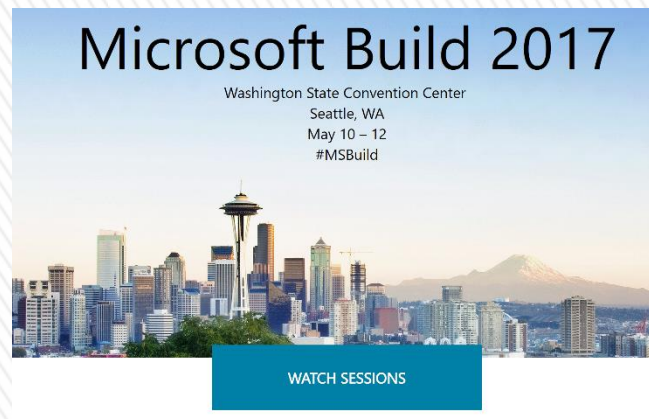 Microsoft Build 2017
Washington State Convention Center
Seattle, WA
May 10 – 12
#MSBuild
WATCH SESSIONS